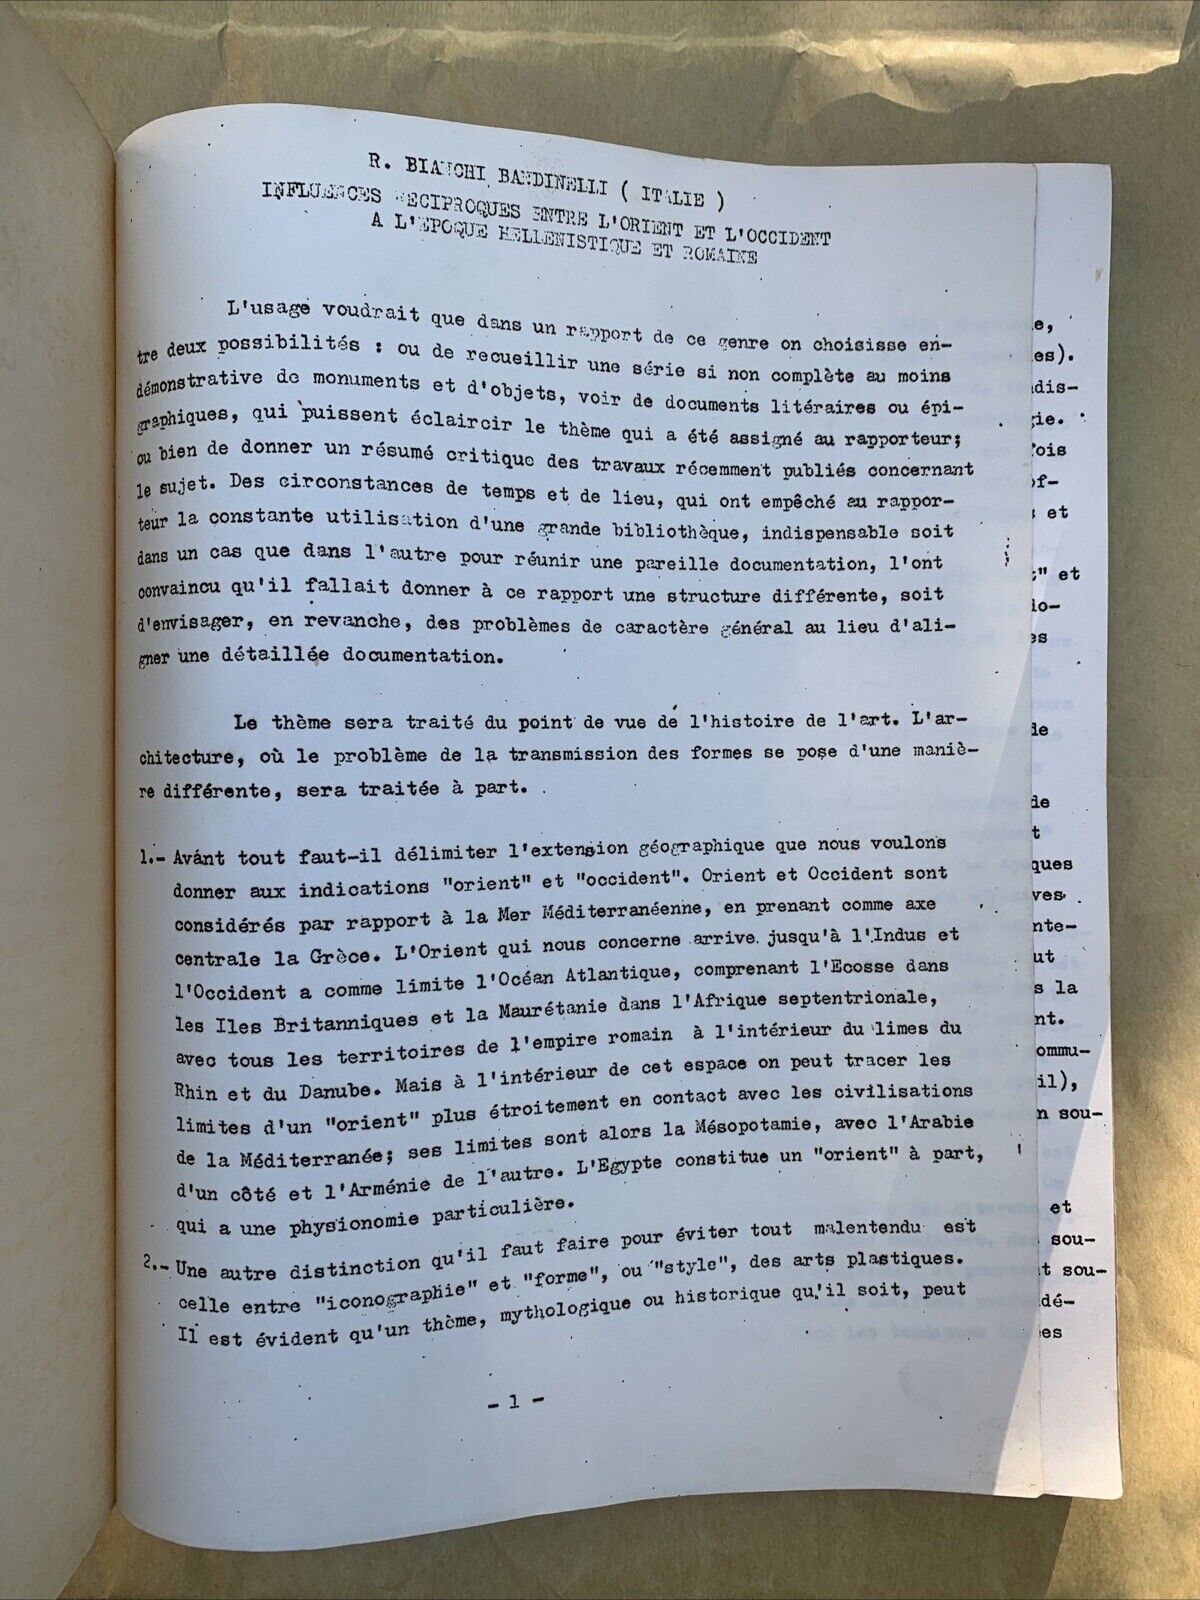 R. BIANCHI BANDINELLI ( ITALIE )
INFLUENCES RECIPROQUES ENTRE L'ORIENT ET L'OCCIDENT
A L'EPOQUE HELLENISTIQUE ET ROMAINE
L'usage voudrait que dans un rapport de ce genre on choisisse en-
tre deux possibilités : ou de recueillir une série si non complète au moins
démonstrative de monuments et d'objets, voir de documents litéraires ou épi-
graphiques, qui puissent éclaircir le thème qui a été assigné au rapporteur;
ou bien de donner un résumé critique des travaux récemment publiés concernant
le sujet. Des circonstances de temps et de lieu, qui ont empêché au rappor-
teur la constante utilisation d'une grande bibliothèque, indispensable soit
dans un cas que dans l'autre pour réunir une pareille documentation, l'ont
convaincu qu'il fallait donner à ce rapport une structure différente, soit
d'envisager, en revanche, des problèmes de caractère général au lieu d'ali-
gner une détaillée documentation.
Le thème sera traité du point de vue de l'histoire de l'art. L'ar-
chitecture, où le problème de la transmission des formes se pose d'une maniè-
re différente, sera traitée à part.
1.- Avánt tout faut-il délimiter l'extension géographique que nous voulons
donner aux indications "orient" et "occident". Orient et Occident sont
considérés par rapport à la Mer Méditerranéenne, en prenant comme axe
centrale la Grèce. L'Orient qui nous concerne arrive jusqu'à l'Indus et
l'Occident a comme limite l'Océan Atlantique, comprenant l'Ecosse dans
les Iles Britanniques et la Maurétanie dans l'Afrique septentrionale,
avec tous les territoires de l'empire romain à l'intérieur du limes du
Rhin et du Danube. Mais à l'intérieur de cet espace on peut tracer les
limites d'un "orient" plus étroitement en contact avec les civilisations
de la Méditerranée; ses limites sont alors la Mésopotamie, avec l'Arabie
d'un côté et l'Arménie de l'autre. L'Egypte constitue un "orient" à part,
qui a une physionomie particulière.
2.- Une autre distinction qu'il faut faire pour éviter tout malentendu est
celle entre "iconographie" et "forme", ou "style", des arts plastiques.
Il est évident qu'un thème, mythologique ou historique qu'il soit, peut
- 1 -